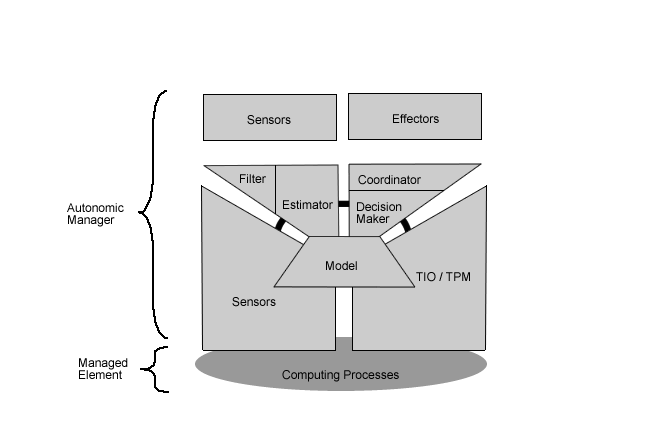 Sensors
Effectors
Filter
Coordinator
Estimator
Decision
Maker
Autonomic
Manager
Model
TIO / TPM
Sensors
Managed
Element
Computing Processes